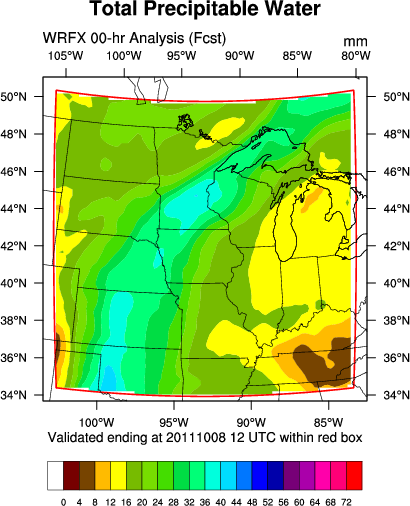 Total Precipitable Water
WRFX 00-hr Analysis (Fcst) mm
105°W 100°W 95°W 90°W 85°W 80°W
50°N 50°N
48°N 48°N
46°N 46°N
44°N 44°N
42°N 42°N
40°N 40°N
38°N 38°N
36°N 36°N
34°N 34°N
100°W 95°W 90°W 85°W
Validated ending at 20111008 12 UTC within red box
0 4 8 12 16 20 24 28 32 36 40 44 48 52 56 60 64 68 72